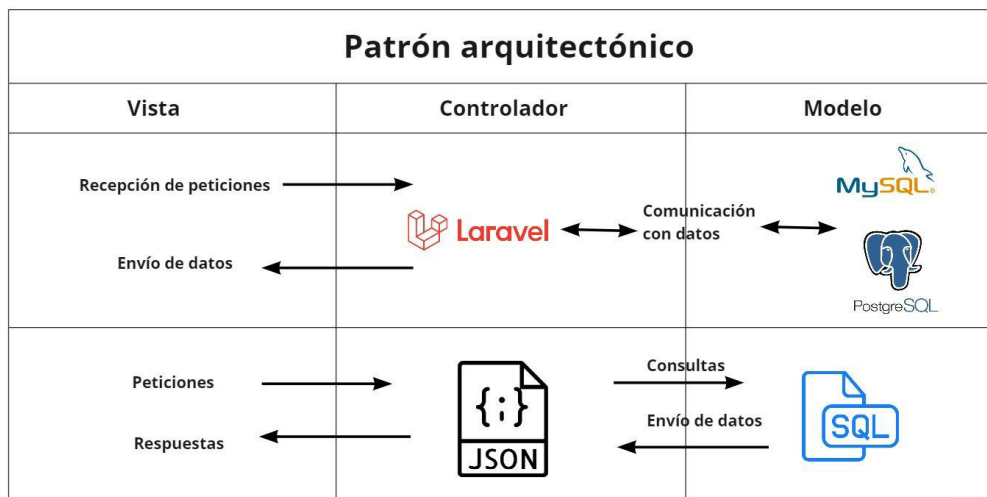 Patrón arquitectónico
Vista
Controlador
Modelo
Recepción de peticiones
Envío de datos
Laravel
Comunicación
con datos
MySQL®
PostgreSQL
Peticiones
Respuestas
{;}
JSON
Consultas
Envío de datos
SQL